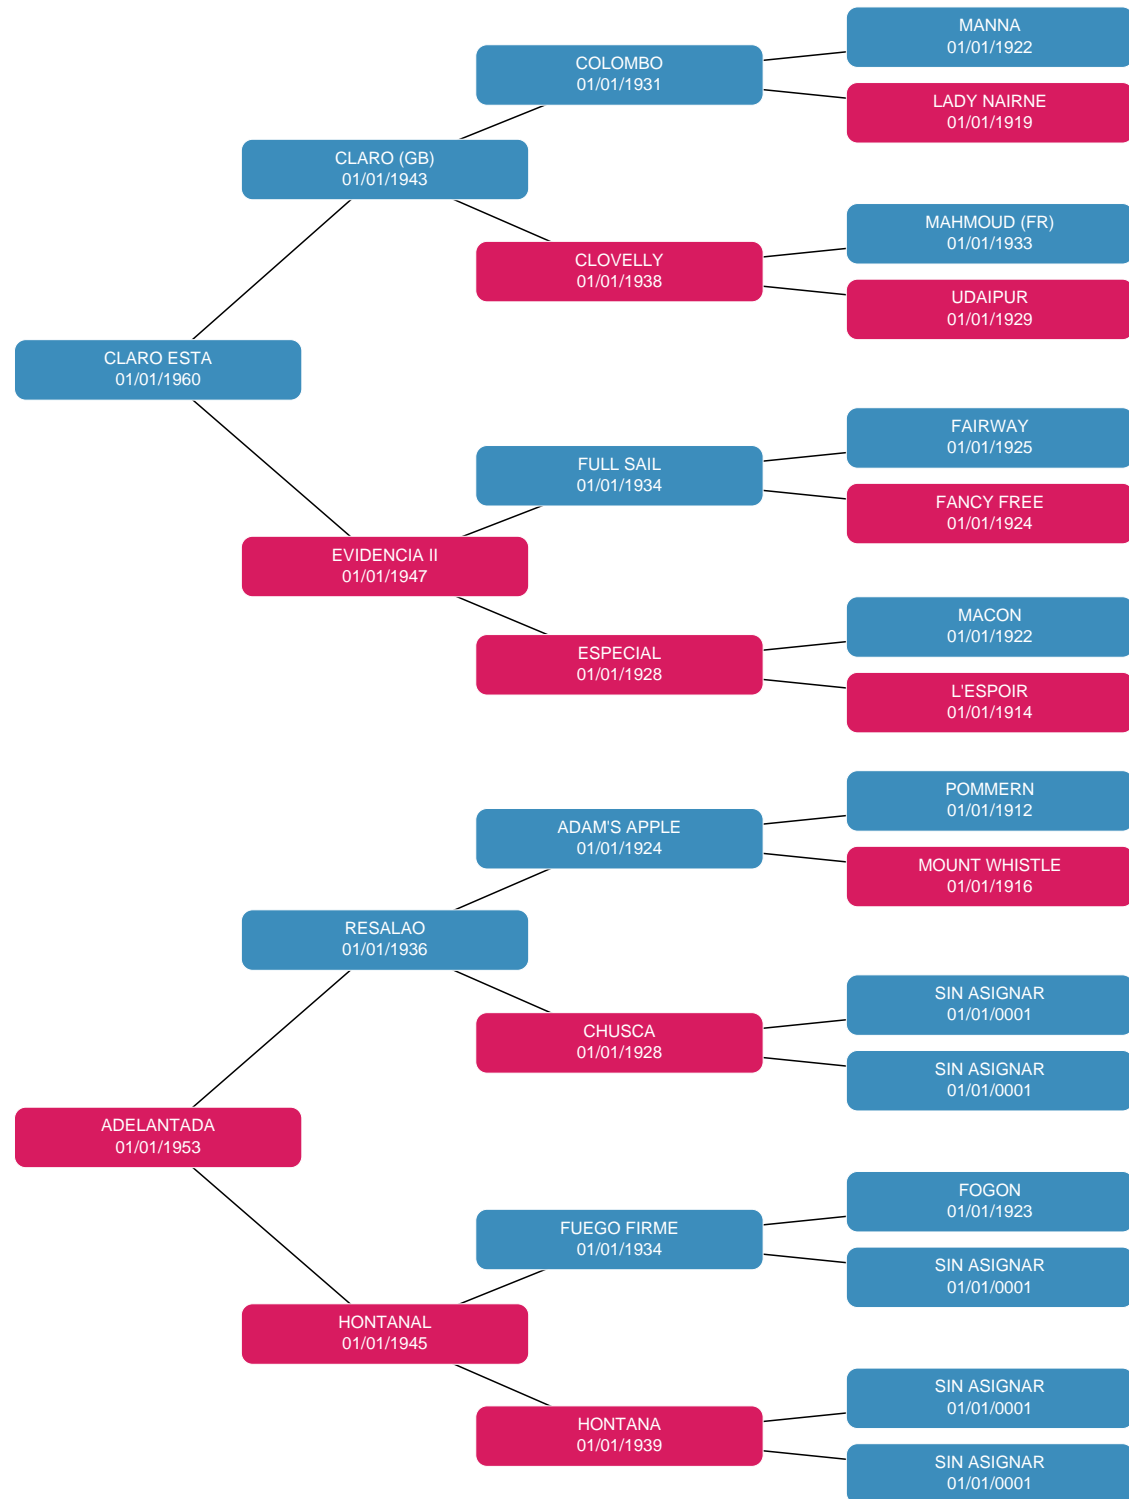 MANNA
01/01/1922
COLOMBO
01/01/1931
LADY NAIRNE
01/01/1919
CLARO (GB)
01/01/1943
MAHMOUD (FR)
01/01/1933
CLOVELLY
01/01/1938
UDAIPUR
01/01/1929
CLARO ESTA
01/01/1960
FAIRWAY
01/01/1925
FULL SAIL
01/01/1934
FANCY FREE
01/01/1924
EVIDENCIA II
01/01/1947
MACON
01/01/1922
ESPECIAL
01/01/1928
L'ESPOIR
01/01/1914
POMMERN
01/01/1912
ADAM'S APPLE
01/01/1924
MOUNT WHISTLE
01/01/1916
RESALAO
01/01/1936
SIN ASIGNAR
01/01/0001
CHUSCA
01/01/1928
SIN ASIGNAR
01/01/0001
ADELANTADA
01/01/1953
FOGON
01/01/1923
FUEGO FIRME
01/01/1934
SIN ASIGNAR
01/01/0001
HONTANAL
01/01/1945
SIN ASIGNAR
01/01/0001
HONTANA
01/01/1939
SIN ASIGNAR
01/01/0001